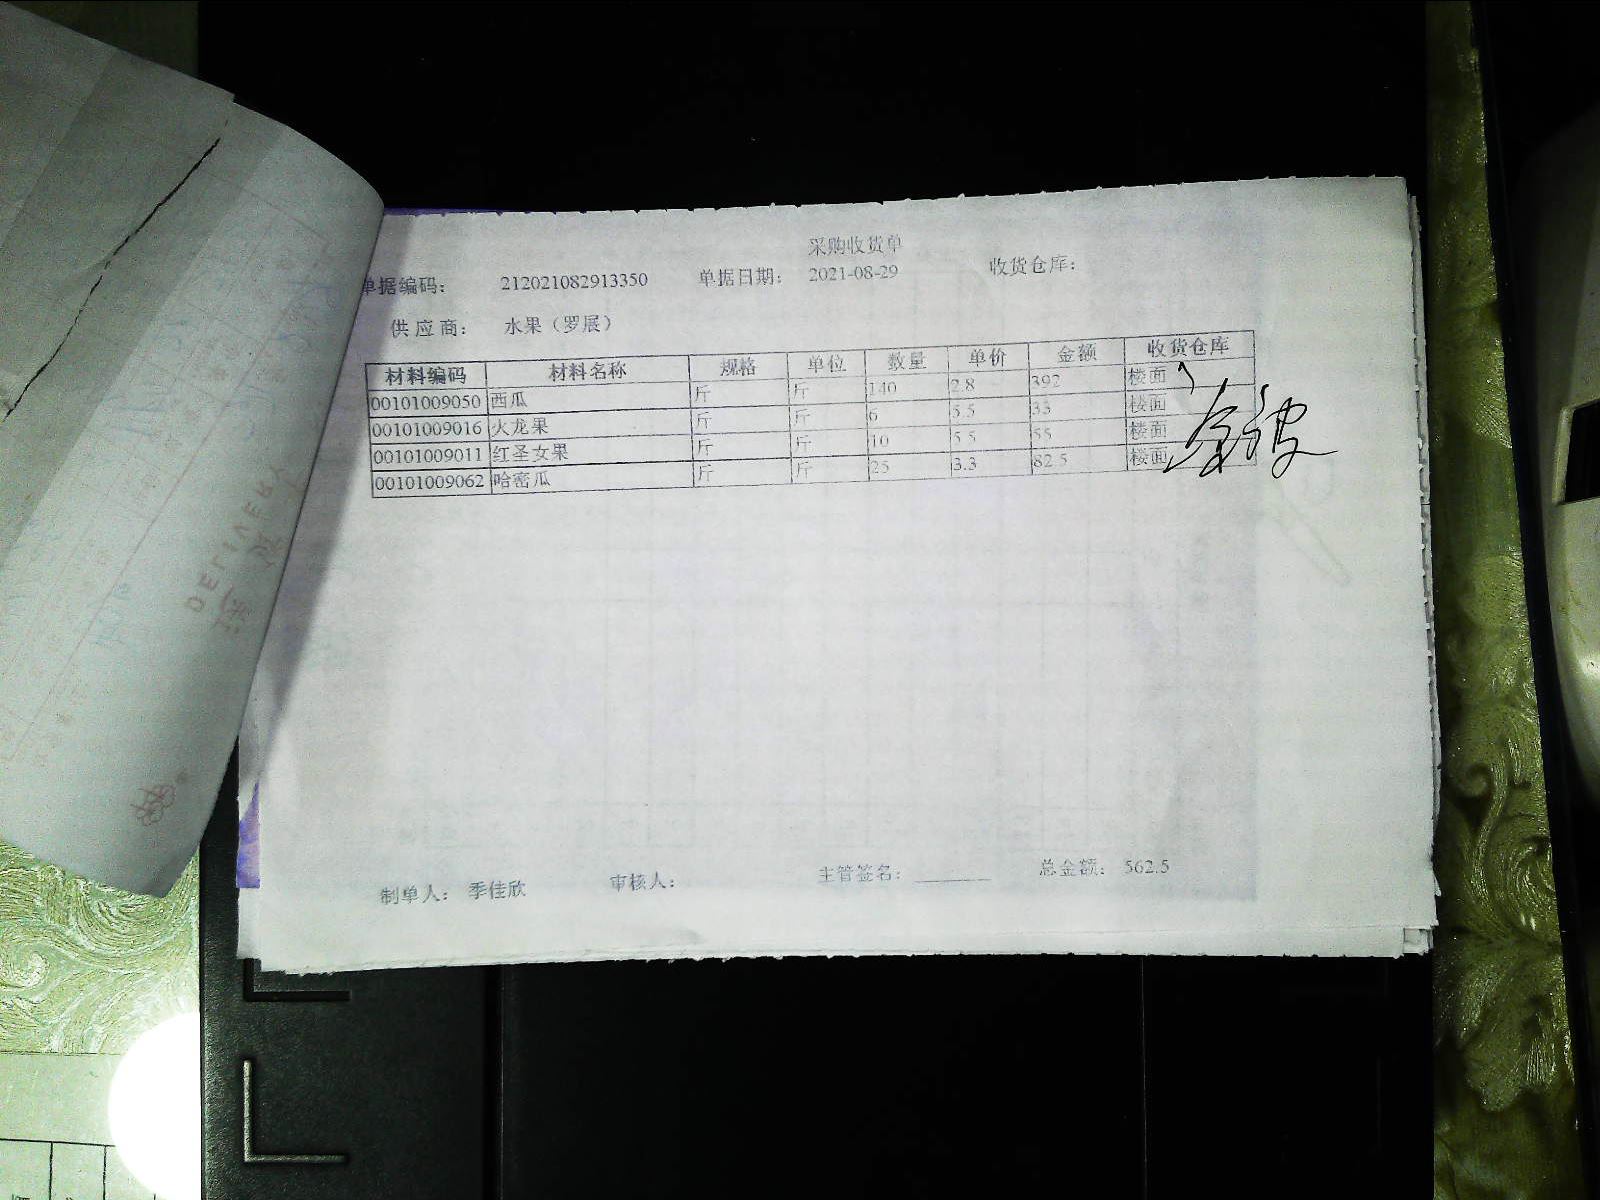 采购收货单
单据编码： 212021082913350 单据日期： 2021-08-29 收货仓库：
供应商： 水果（罗展）
材料编码 材料名称 规格 单位 数量 单价 金额 收货仓库
00101009050 西瓜 斤 斤 140 2.8 392 楼面
00101009016 火龙果 斤 斤 6 5.5 33 楼面
00101009011 红圣女果 斤 斤 10 5.5 55 楼面
00101009062 哈密瓜 斤 斤 25 3.3 82.5 楼面
制单人： 季佳欣 审核人： 主管签名： 总金额： 562.5
DELIVERY